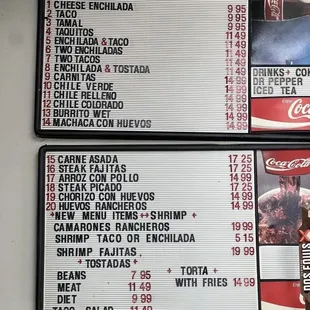 1 CHEESE ENCHILADA 9 95
2 TACO 9 95
3 TAMAL 9 95
4 TAQUITOS 11 49
5 ENCHILADA & TACO 11 49
6 TWO ENCHILADAS 11 49
7 TWO TACOS 11 49
8 ENCHILADA & TOSTADA 11 49
9 CARNITAS 14 99
10 CHILE VERDE 14 99
11 CHILE RELLENO 14 99
12 CHILE COLORADO 14 99
13 BURRITO WET 14 99
14 MACHACA CON HUEVOS 14 99
DRINKS+ COK
DR PEPPER
ICED TEA
Coca
15 CARNE ASADA 17 25
16 STEAK FAJITAS 17 25
17 ARROZ CON POLLO 14 99
18 STEAK PICADO 17 25
19 CHORIZO CON HUEVOS 14 99
20 HUEVOS RANCHEROS 14 99
+NEW MENU ITEMS++SHRIMP +
CAMARONES RANCHEROS 19 99
SHRIMP TACO OR ENCHILADA 5 15
SHRIMP FAJITAS 19 99
+TOSTADAS+
BEANS 7 95
MEAT 11 49
DIET 9 99
TACO SALAD 11 49
+ TORTA +
WITH FRIES 14 99
Coca-Cola
DOS EQUIS